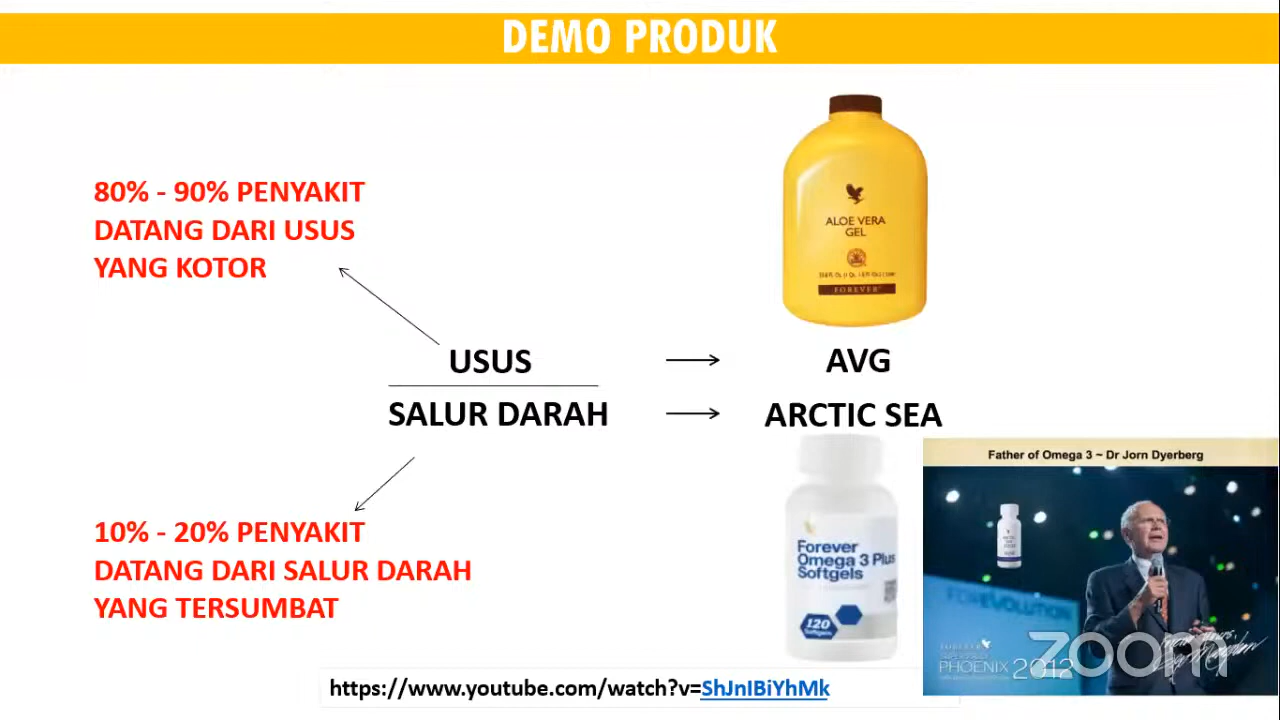 DEMO PRODUK
80% - 90% PENYAKIT
DATANG DARI USUS
YANG KOTOR
ALOE VERA
GEL
FOREVER
USUS
AVG
SALUR DARAH
ARCTIC SEA
10% - 20% PENYAKIT
DATANG DARI SALUR DARAH
YANG TERSUMBAT
Forever
Omega 3 Plus
Softgels
120
Softgels
Father of Omega 3 ~ Dr Jorn Dyerberg
FOREVOLUTION
FOREVER
PHOENIX 2012
zoom
https://www.youtube.com/watch?v=ShJnIBiYhMk